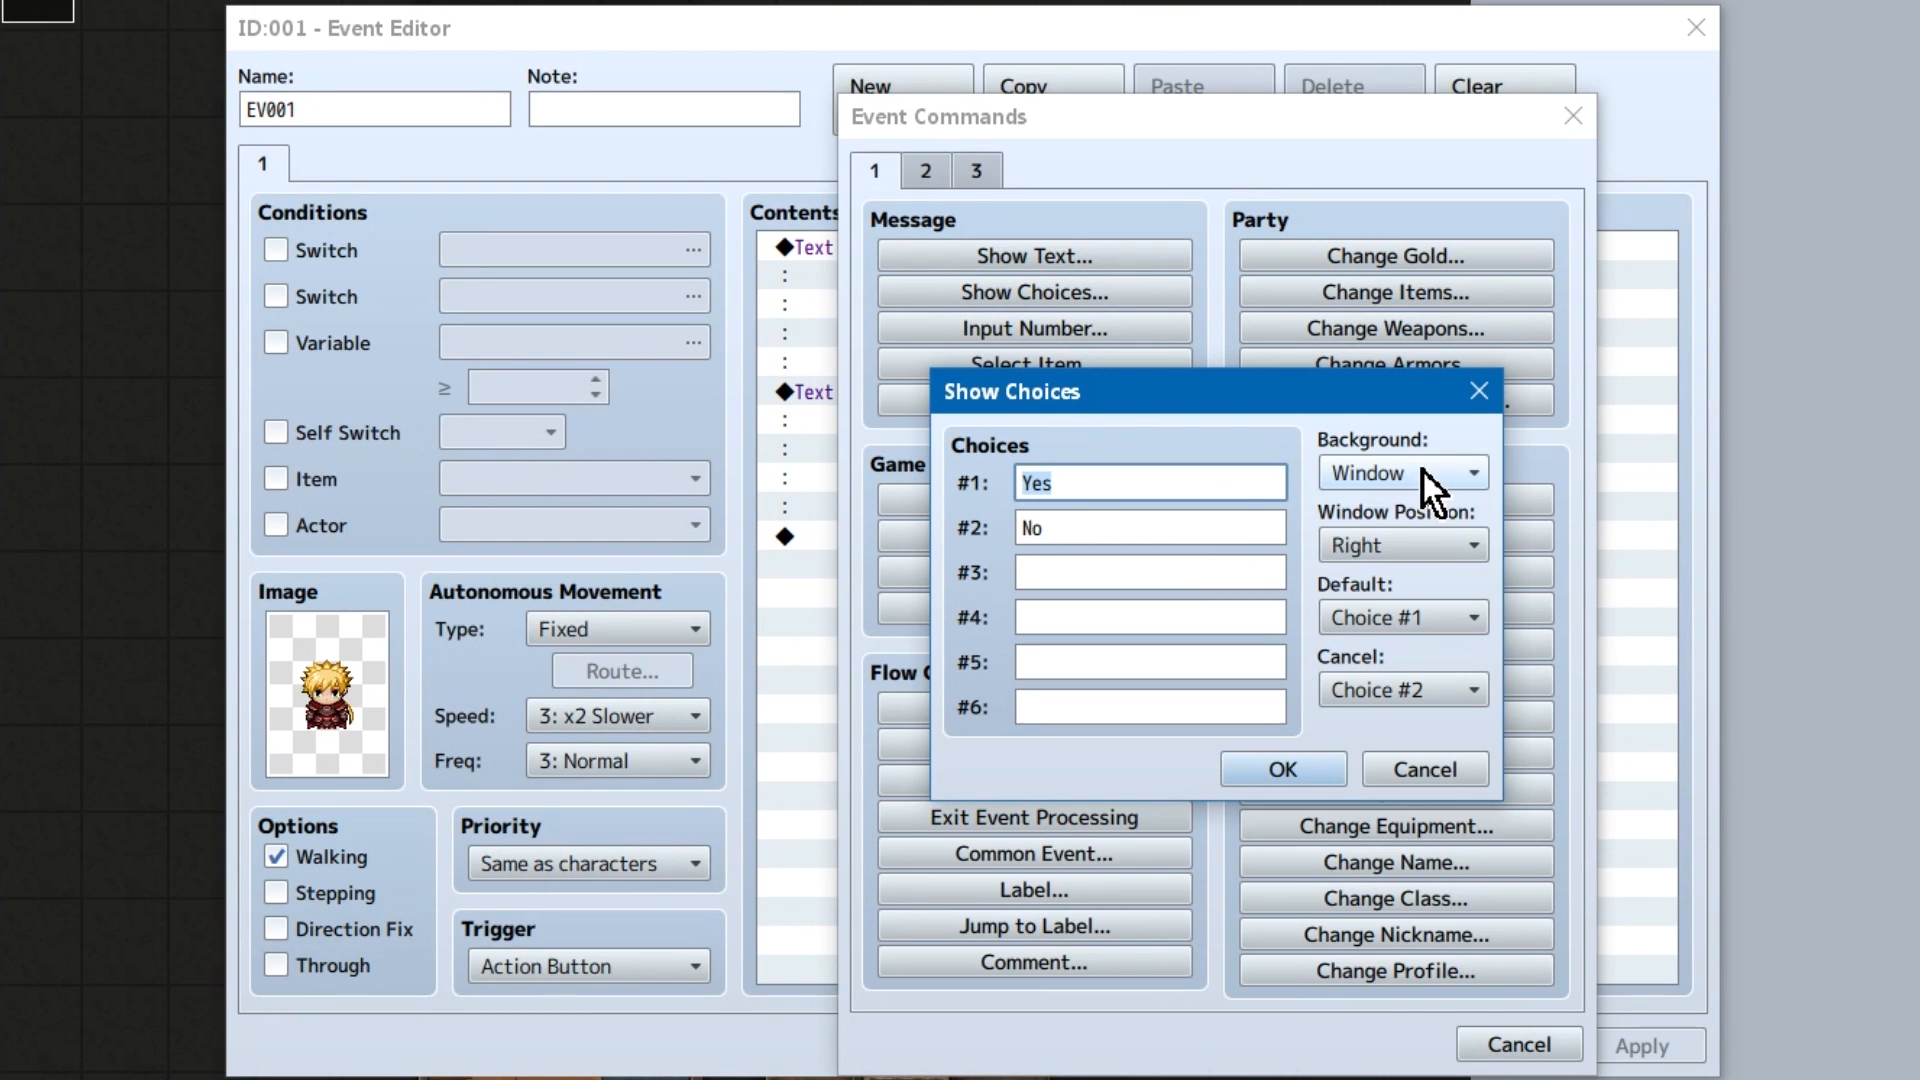 ID:001 - Event Editor
Name:
Note:
EV001
New
Copy
Paste
Delete
Clear
1
Conditions
Switch
...
Switch
...
Variable
...
≥
Self Switch
Item
Actor
Image
Autonomous Movement
Type:
Fixed
Route...
Speed:
3: x2 Slower
Freq:
3: Normal
Options
Walking
Stepping
Direction Fix
Through
Priority
Same as characters
Trigger
Action Button
Contents
◆Text
:
:
:
:
◆Text
:
:
:
:
◆
Event Commands
1
2
3
Message
Show Text...
Show Choices...
Input Number...
Select Item
Party
Change Gold...
Change Items...
Change Weapons...
Change Armors
Game
Flow
Exit Event Processing
Common Event...
Label...
Jump to Label...
Comment...
Change Equipment...
Change Name...
Change Class...
Change Nickname...
Change Profile...
Cancel
Apply
Show Choices
Choices
#1:
Yes
#2:
No
#3:
#4:
#5:
#6:
Background:
Window
Window Position:
Right
Default:
Choice #1
Cancel:
Choice #2
OK
Cancel